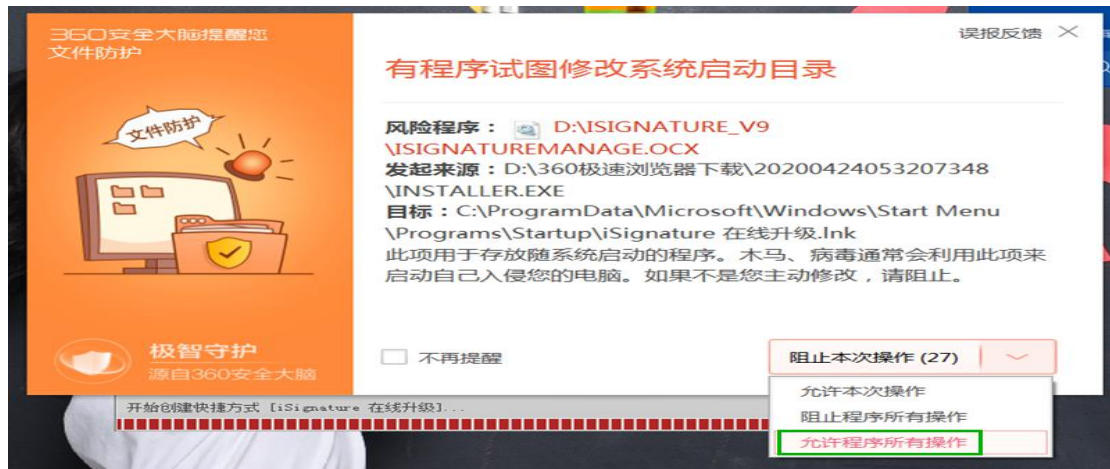 360安全大脑提醒您
文件防护
误报反馈
有程序试图修改系统启动目录
文件防护
风险程序： D:\ISIGNATURE_V9
\ISIGNATUREMANAGE.OCX
发起来源：D:\360极速浏览器下载\20200424053207348
\INSTALLER.EXE
目标：C:\ProgramData\Microsoft\Windows\Start Menu
\Programs\Startup\iSignature 在线升级.lnk
此项用于存放随系统启动的程序。木马、病毒通常会利用此项来
启动自己入侵您的电脑。如果不是您主动修改，请阻止。
极智守护
源自360安全大脑
不再提醒
阻止本次操作 (27)
允许本次操作
阻止程序所有操作
允许程序所有操作
开始创建快捷方式 [iSignature 在线升级]...